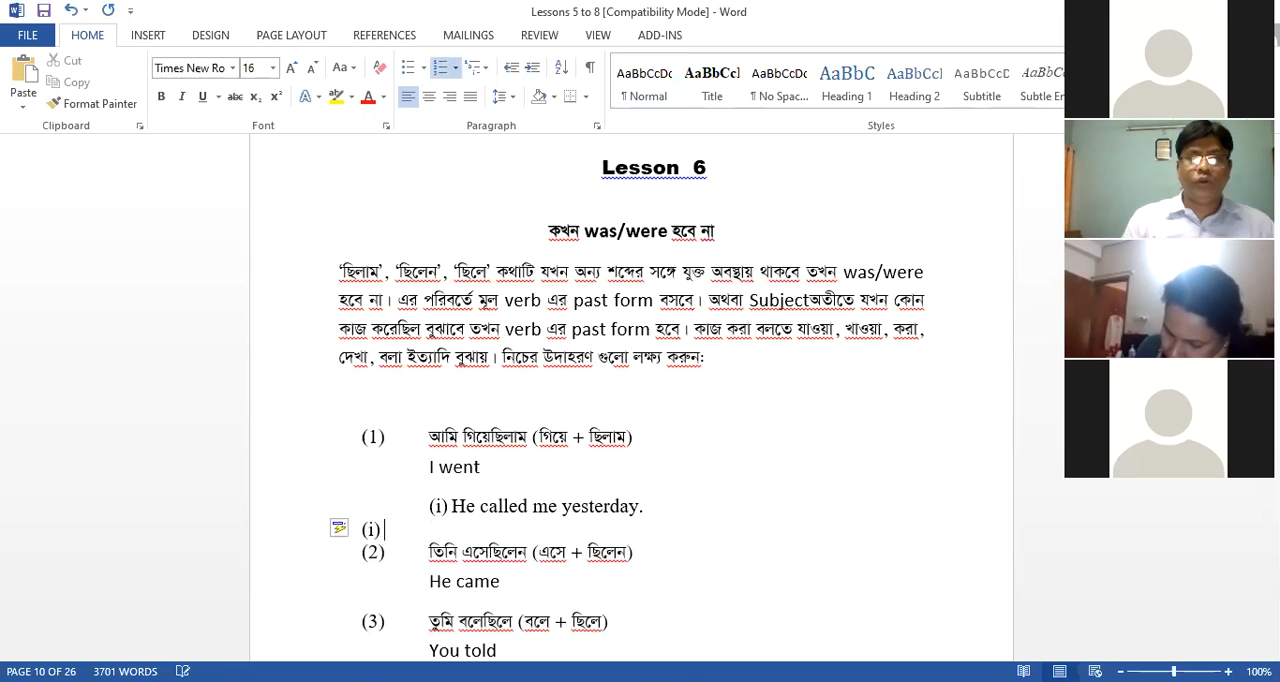 Lessons 5 to 8 [Compatibility Mode] - Word
FILE HOME INSERT DESIGN PAGE LAYOUT REFERENCES MAILINGS REVIEW VIEW ADD-INS
Cut
Copy
Format Painter
Paste
Times New Ro 16
AaBbCcDc AaBbCcl AaBbCcDc AaBbC AaBbCcl AaBbCcD AaBbCc
¶ Normal Title ¶ No Spac... Heading 1 Heading 2 Subtitle Subtle En
Clipboard Font Paragraph Styles
Lesson 6
কখন was/were হবে না
‘ছিলাম’, ‘ছিলেন’, ‘ছিলে’ কথাটি যখন অন্য শব্দের সঙ্গে যুক্ত অবস্থায় থাকবে তখন was/were
হবে না। এর পরিবর্তে মূল verb এর past form বসবে। অথবা Subjectঅতীতে যখন কোন
কাজ করেছিল বুঝাবে তখন verb এর past form হবে। কাজ করা বলতে যাওয়া, খাওয়া, করা,
দেখা, বলা ইত্যাদি বুঝায়। নিচের উদাহরণ গুলো লক্ষ্য করুন:
(1) আমি গিয়েছিলাম (গিয়ে + ছিলাম)
I went
(i) He called me yesterday.
(i)
(2) তিনি এসেছিলেন (এসে + ছিলেন)
He came
(3) তুমি বলেছিলে (বলে + ছিলে)
You told
PAGE 10 OF 26 3701 WORDS 100%